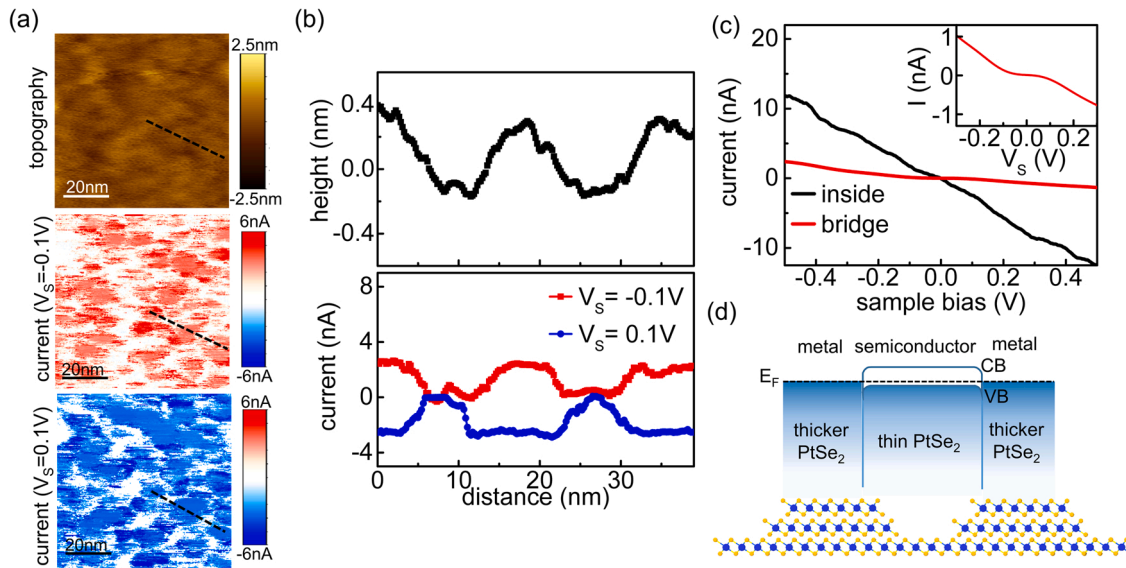 (a)
topography
2.5nm
-2.5nm
20nm
current (VS=-0.1V)
6nA
-6nA
20nm
current (VS=0.1V)
6nA
-6nA
20nm
(b)
height (nm)
0.4
0.0
-0.4
current (nA)
8
4
0
-4
VS= -0.1V
VS= 0.1V
0 10 20 30
distance (nm)
(c)
current (nA)
20
10
0
-10
inside
bridge
-0.4 -0.2 0.0 0.2 0.4
sample bias (V)
I (nA)
1
0
-1
-0.2 0.0 0.2
VS (V)
(d)
metal semiconductor metal
CB
EF
VB
thicker PtSe2
thin PtSe2
thicker PtSe2